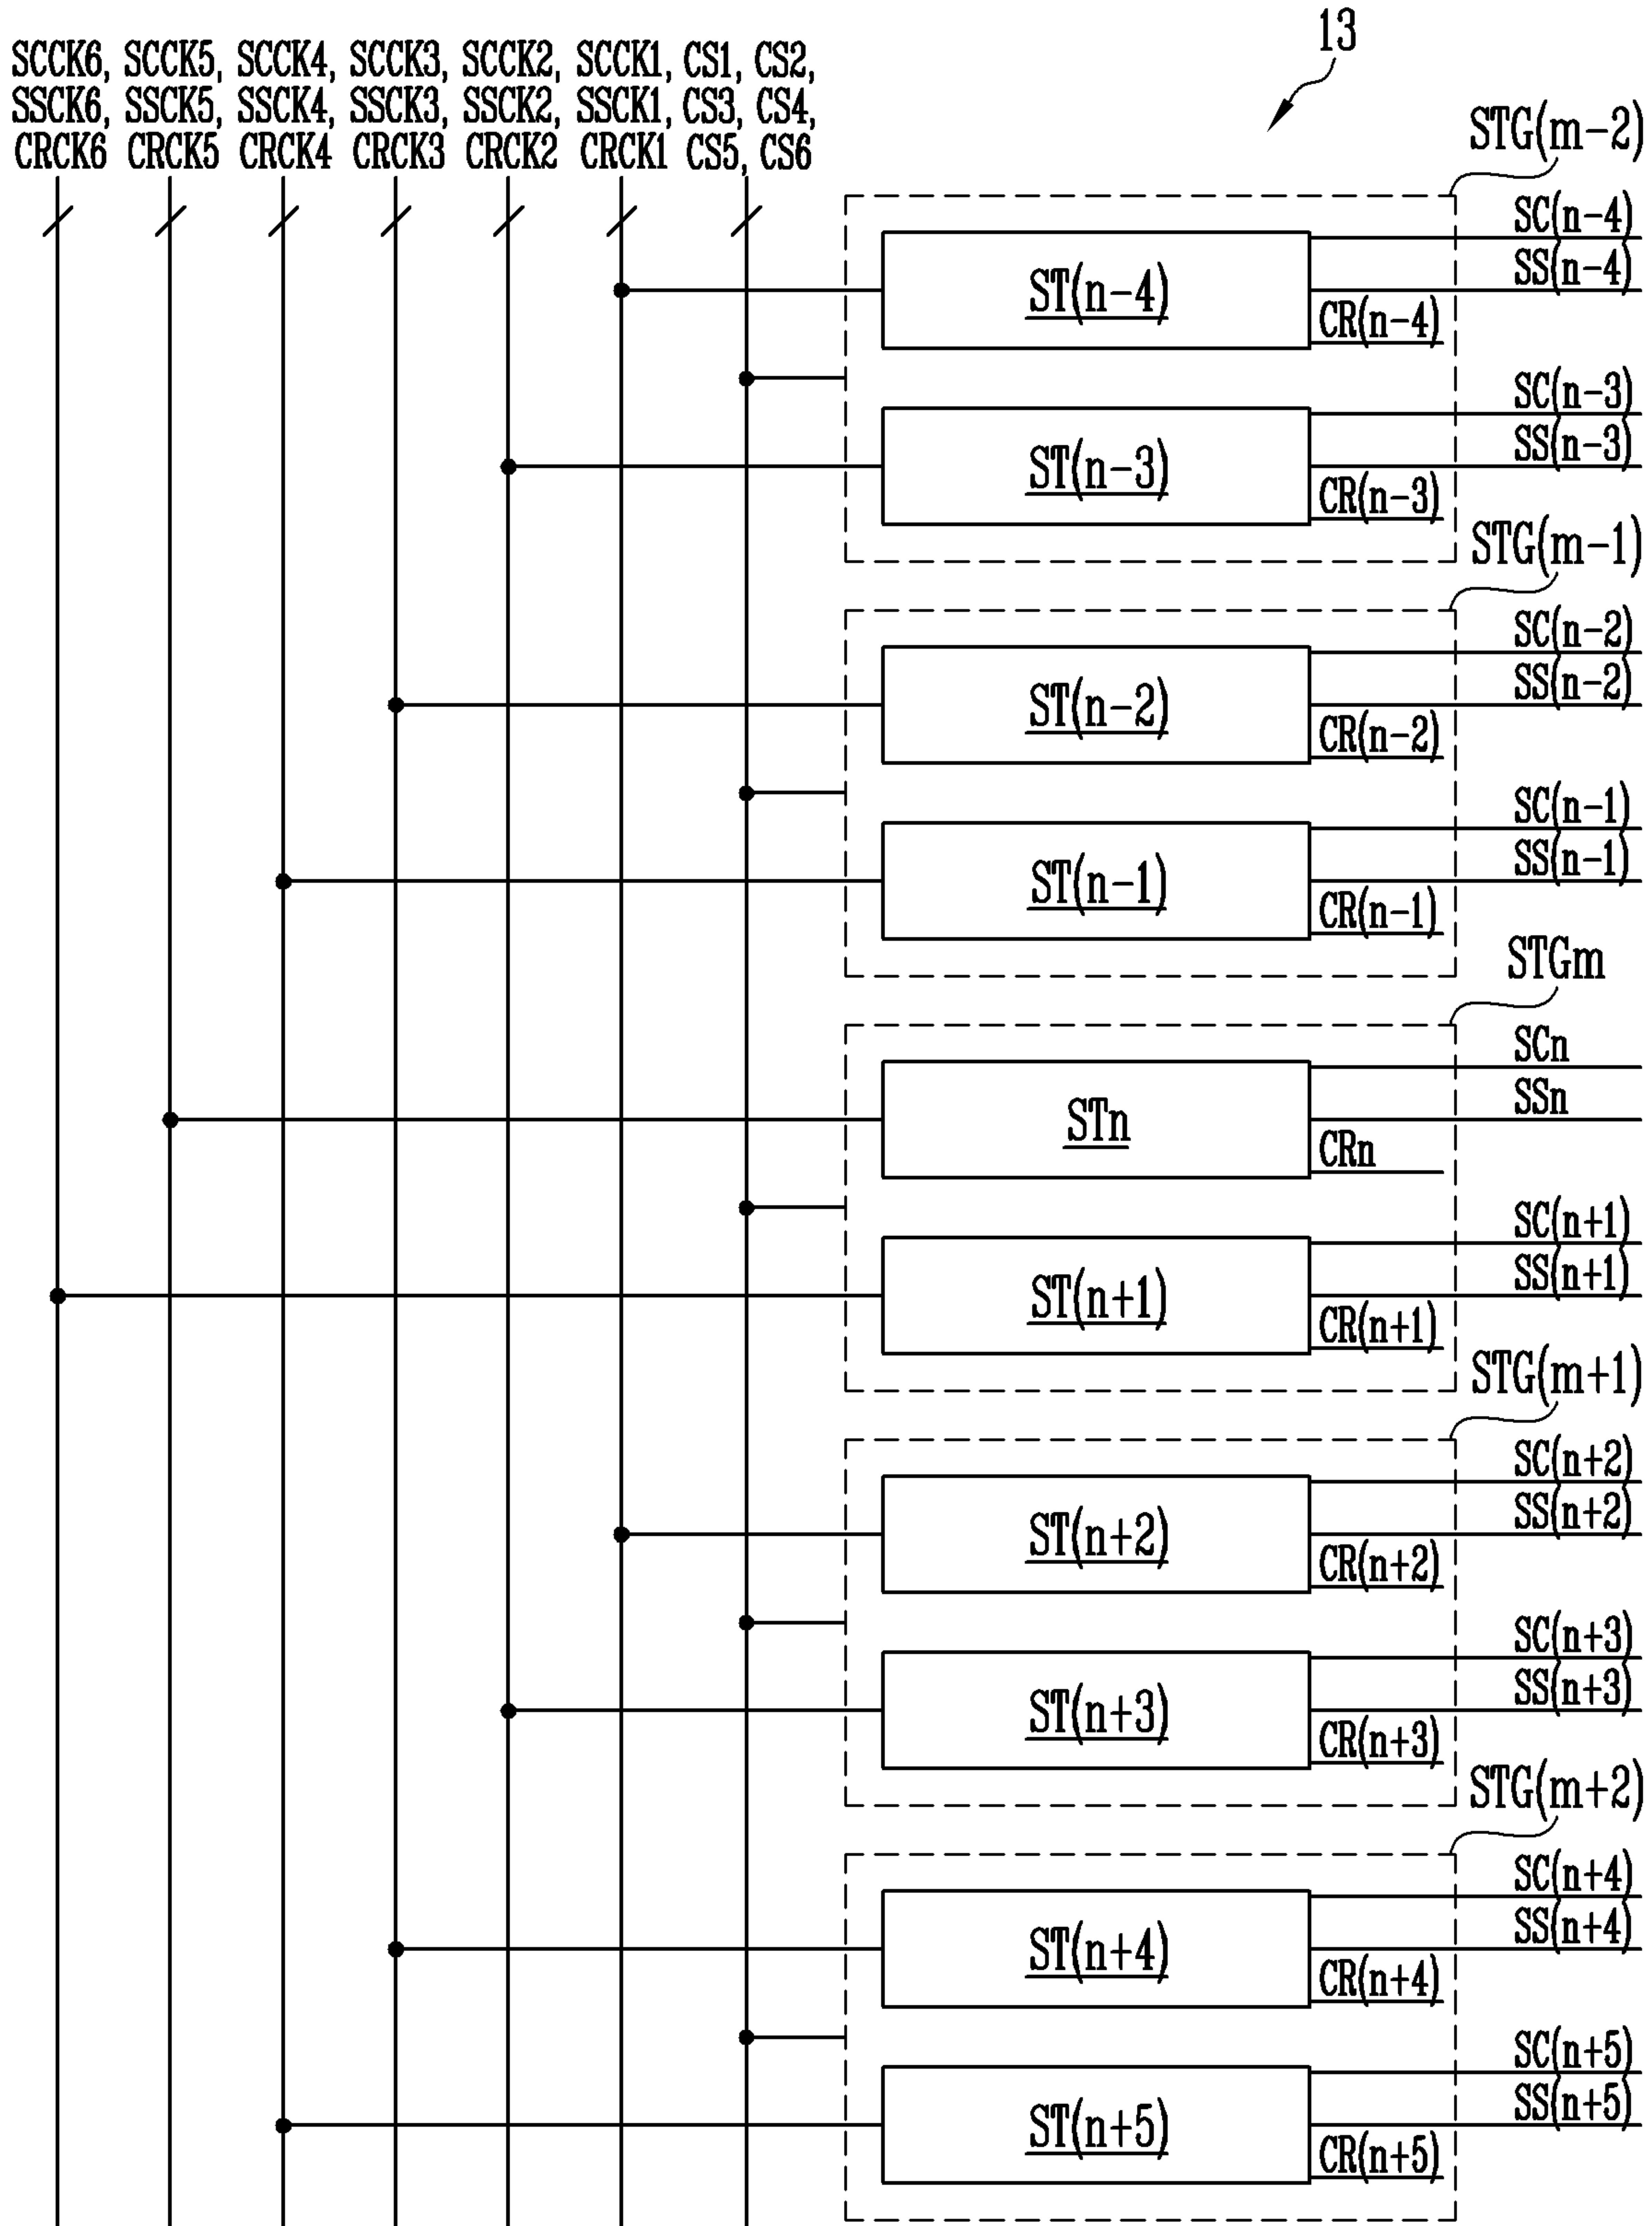 13
SCCK6, SCCK5, SCCK4, SCCK3, SCCK2, SCCK1, CS1, CS2,
SSCK6, SSCK5, SSCK4, SSCK3, SSCK2, SSCK1, CS3, CS4,
CRCK6 CRCK5 CRCK4 CRCK3 CRCK2 CRCK1 CS5, CS6
STG(m-2)
SC(n-4)
SS(n-4)
ST(n-4)
CR(n-4)
SC(n-3)
SS(n-3)
ST(n-3)
CR(n-3)
STG(m-1)
SC(n-2)
SS(n-2)
ST(n-2)
CR(n-2)
SC(n-1)
SS(n-1)
ST(n-1)
CR(n-1)
STGm
SCn
SSn
STn
CRn
SC(n+1)
SS(n+1)
ST(n+1)
CR(n+1)
STG(m+1)
SC(n+2)
SS(n+2)
ST(n+2)
CR(n+2)
SC(n+3)
SS(n+3)
ST(n+3)
CR(n+3)
STG(m+2)
SC(n+4)
SS(n+4)
ST(n+4)
CR(n+4)
SC(n+5)
SS(n+5)
ST(n+5)
CR(n+5)